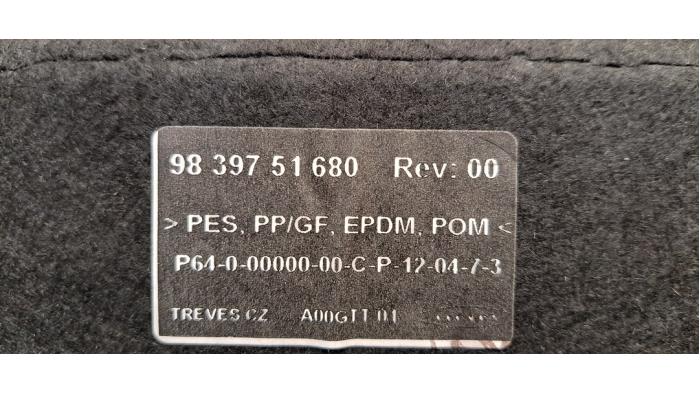 98 397 51 680 Rev: 00
> PES, PP/GF, EPDM, POM <
P64-0-00000-00-C-P-12-04-7-3
TREVES CZ A00GTT 01